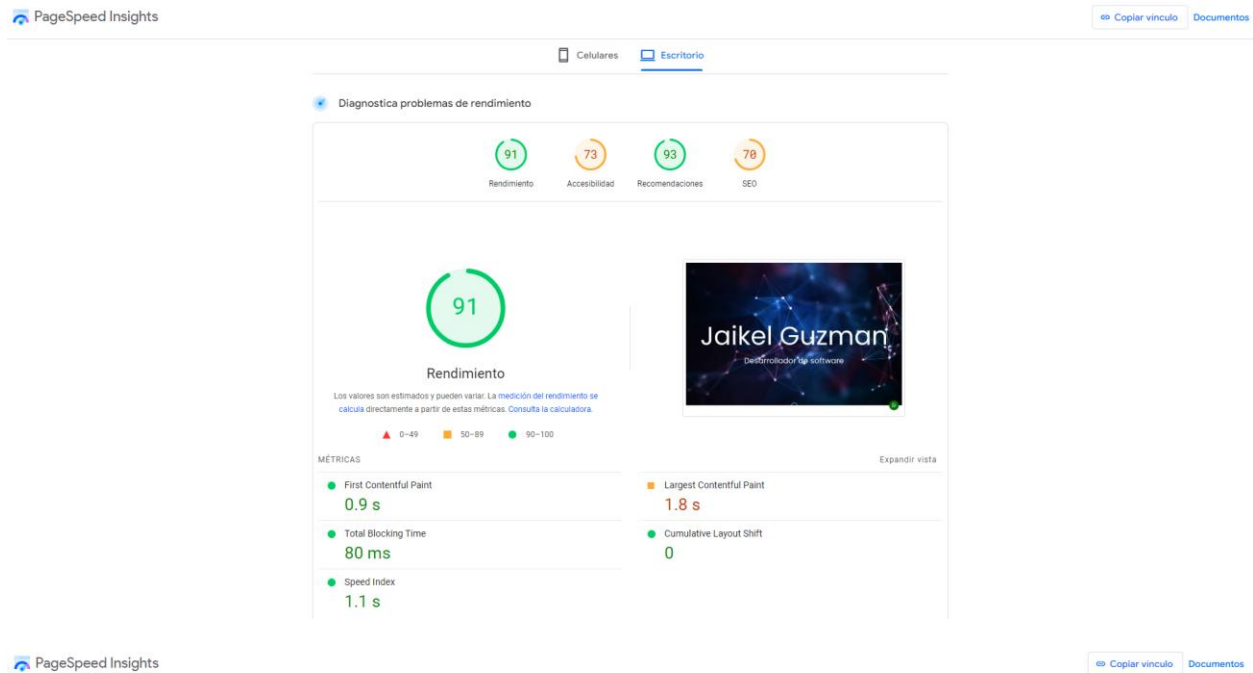 PageSpeed Insights
Copiar vínculo Documentos
Celulares Escritorio
Diagnostica problemas de rendimiento
91 73 93 70
Rendimiento Accesibilidad Recomendaciones SEO
91
Rendimiento
Los valores son estimados y pueden variar. La medición del rendimiento se
calcula directamente a partir de estas métricas. Consulta la calculadora.
0–49 50–89 90–100
Jaikel Guzman
Desarrollador de software
MÉTRICAS Expandir vista
First Contentful Paint Largest Contentful Paint
0.9 s 1.8 s
Total Blocking Time Cumulative Layout Shift
80 ms 0
Speed Index
1.1 s
PageSpeed Insights
Copiar vínculo Documentos